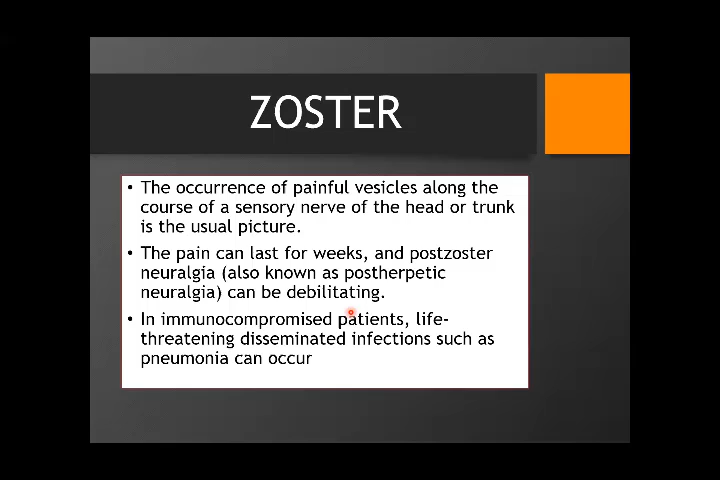 ZOSTER
• The occurrence of painful vesicles along the
course of a sensory nerve of the head or trunk
is the usual picture.
• The pain can last for weeks, and postzoster
neuralgia (also known as postherpetic
neuralgia) can be debilitating.
• In immunocompromised patients, life-
threatening disseminated infections such as
pneumonia can occur